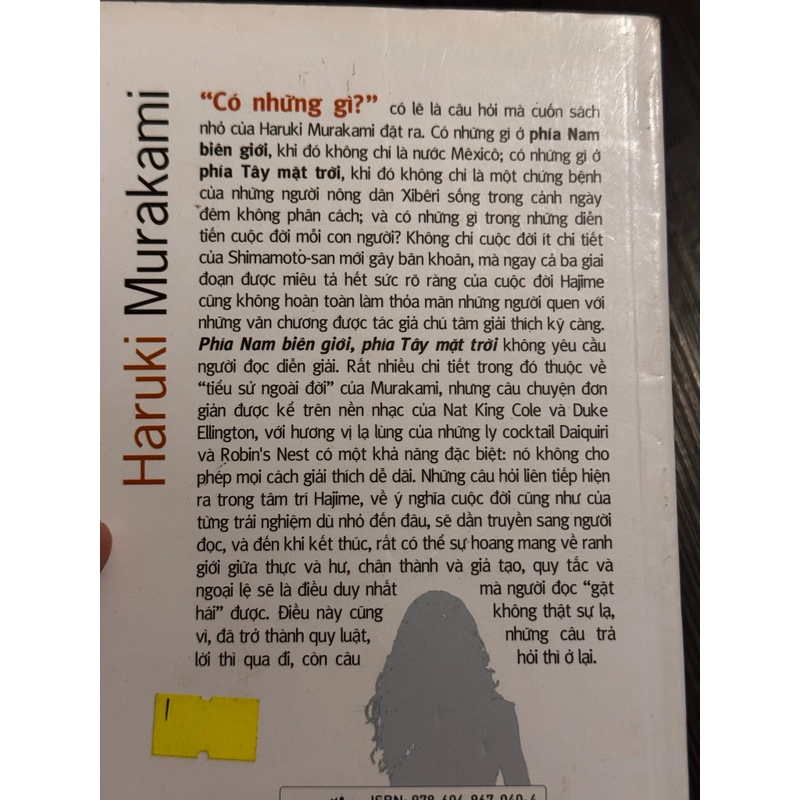 Haruki Murakami
“Có những gì?” có lẽ là câu hỏi mà cuốn sách
nhỏ của Haruki Murakami đặt ra. Có những gì ở phía Nam
biên giới, khi đó không chỉ là nước Mêxicô; có những gì ở
phía Tây mặt trời, khi đó không chỉ là một chứng bệnh
của những người nông dân Xibêri sống trong cảnh ngày
đêm không phân cách; và có những gì trong những diễn
tiến cuộc đời mỗi con người? Không chỉ cuộc đời ít chi tiết
của Shimamoto-san mới gây băn khoăn, mà ngay cả ba giai
đoạn được miêu tả hết sức rõ ràng của cuộc đời Hajime
cũng không hoàn toàn làm thỏa mãn những người quen với
những văn chương được tác giả chú tâm giải thích kỹ càng.
Phía Nam biên giới, phía Tây mặt trời không yêu cầu
người đọc diễn giải. Rất nhiều chi tiết trong đó thuộc về
“tiểu sử ngoài đời” của Murakami, nhưng câu chuyện đơn
giản được kể trên nền nhạc của Nat King Cole và Duke
Ellington, với hương vị lạ lùng của những ly cocktail Daiquiri
và Robin's Nest có một khả năng đặc biệt: nó không cho
phép mọi cách giải thích dễ dãi. Những câu hỏi liên tiếp hiện
ra trong tâm trí Hajime, về ý nghĩa cuộc đời cũng như của
từng trải nghiệm dù nhỏ đến đâu, sẽ dần truyền sang người
đọc, và đến khi kết thúc, rất có thể sự hoang mang về ranh
giới giữa thực và hư, chân thành và giả tạo, quy tắc và
ngoại lệ sẽ là điều duy nhất mà người đọc “gặt
hái” được. Điều này cũng không thật sự lạ,
vì, đã trở thành quy luật, những câu trả
lời thì qua đi, còn câu hỏi thì ở lại.